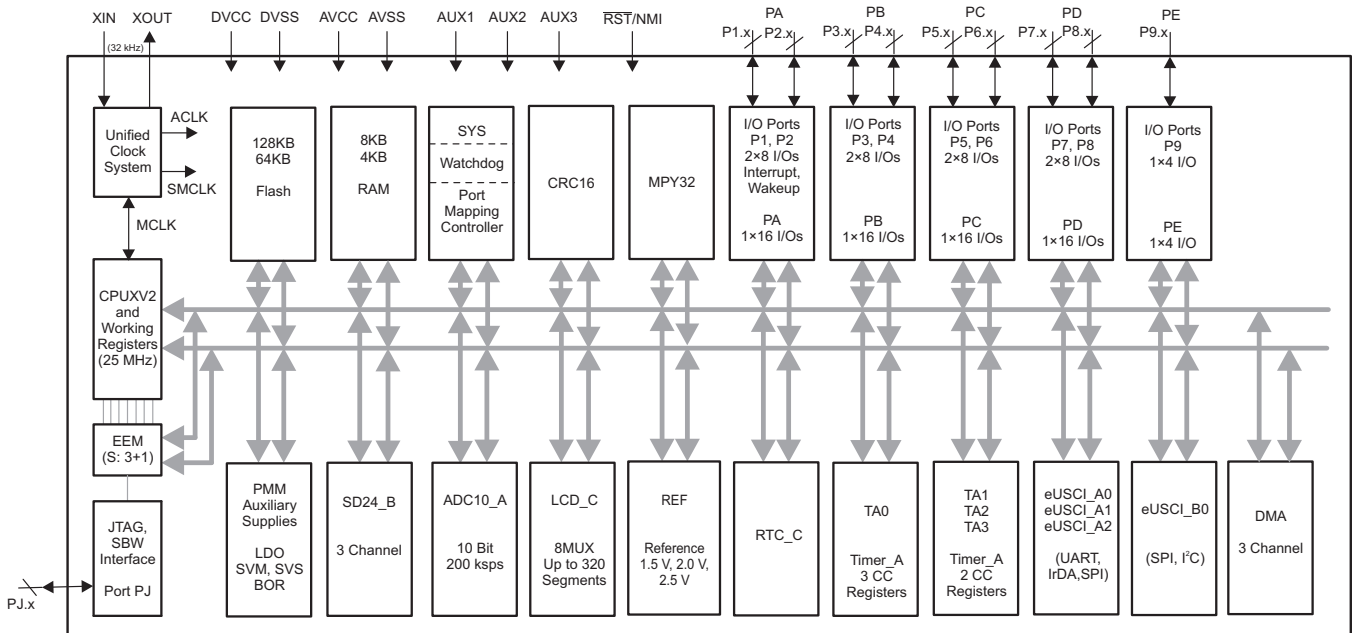 XIN XOUT DVCC DVSS AVCC AVSS AUX1 AUX2 AUX3 RST/NMI PA PB PC PD PE
(32 kHz) P1.x P2.x P3.x P4.x P5.x P6.x P7.x P8.x P9.x
Unified
Clock
System
ACLK
SMCLK
MCLK
128KB
64KB
Flash
8KB
4KB
RAM
SYS
Watchdog
Port
Mapping
Controller
CRC16
MPY32
I/O Ports
P1, P2
2×8 I/Os
Interrupt,
Wakeup
PA
1×16 I/Os
I/O Ports
P3, P4
2×8 I/Os
PB
1×16 I/Os
I/O Ports
P5, P6
2×8 I/Os
PC
1×16 I/Os
I/O Ports
P7, P8
2×8 I/Os
PD
1×16 I/Os
I/O Ports
P9
1×4 I/O
PE
1×4 I/O
CPUXV2
and
Working
Registers
(25 MHz)
EEM
(S: 3+1)
JTAG,
SBW
Interface
Port PJ
PJ.x
PMM
Auxiliary
Supplies
LDO
SVM, SVS
BOR
SD24_B
3 Channel
ADC10_A
10 Bit
200 ksps
LCD_C
8MUX
Up to 320
Segments
REF
Reference
1.5 V, 2.0 V,
2.5 V
RTC_C
TA0
Timer_A
3 CC
Registers
TA1
TA2
TA3
Timer_A
2 CC
Registers
eUSCI_A0
eUSCI_A1
eUSCI_A2
(UART,
IrDA,SPI)
eUSCI_B0
(SPI, I²C)
DMA
3 Channel